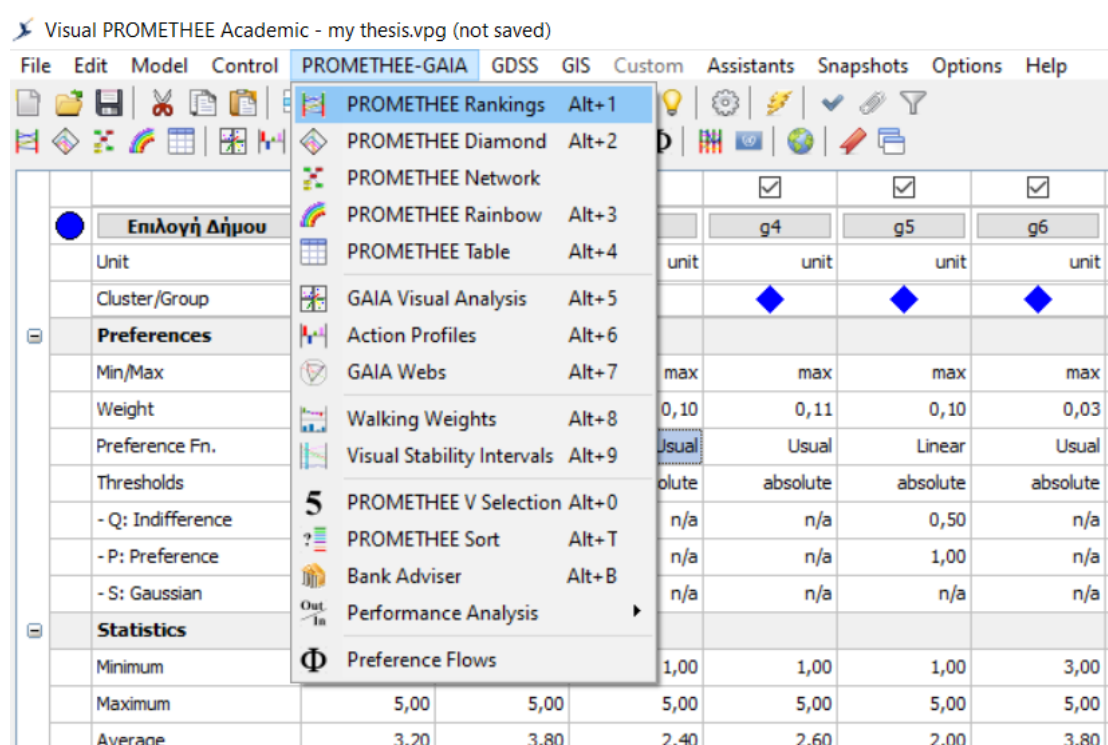 Visual PROMETHEE Academic - my thesis.vpg (not saved)
File Edit Model Control PROMETHEE-GAIA GDSS GIS Custom Assistants Snapshots Options Help
PROMETHEE Rankings Alt+1
PROMETHEE Diamond Alt+2
PROMETHEE Network
PROMETHEE Rainbow Alt+3
PROMETHEE Table Alt+4
GAIA Visual Analysis Alt+5
Action Profiles Alt+6
GAIA Webs Alt+7
Walking Weights Alt+8
Visual Stability Intervals Alt+9
5 PROMETHEE V Selection Alt+0
? PROMETHEE Sort Alt+T
Bank Adviser Alt+B
Out In Performance Analysis
Φ Preference Flows
Επιλογή Δήμου g4 g5 g6
Unit unit unit unit unit
Cluster/Group
Preferences
Min/Max max max max max
Weight 0,10 0,11 0,10 0,03
Preference Fn. Usual Usual Linear Usual
Thresholds olute absolute absolute absolute
- Q: Indifference n/a n/a 0,50 n/a
- P: Preference n/a n/a 1,00 n/a
- S: Gaussian n/a n/a n/a n/a
Statistics
Minimum 1,00 1,00 1,00 3,00
Maximum 5,00 5,00 5,00 5,00 5,00 5,00
Average 3,20 3,80 2,40 2,60 2,00 3,80